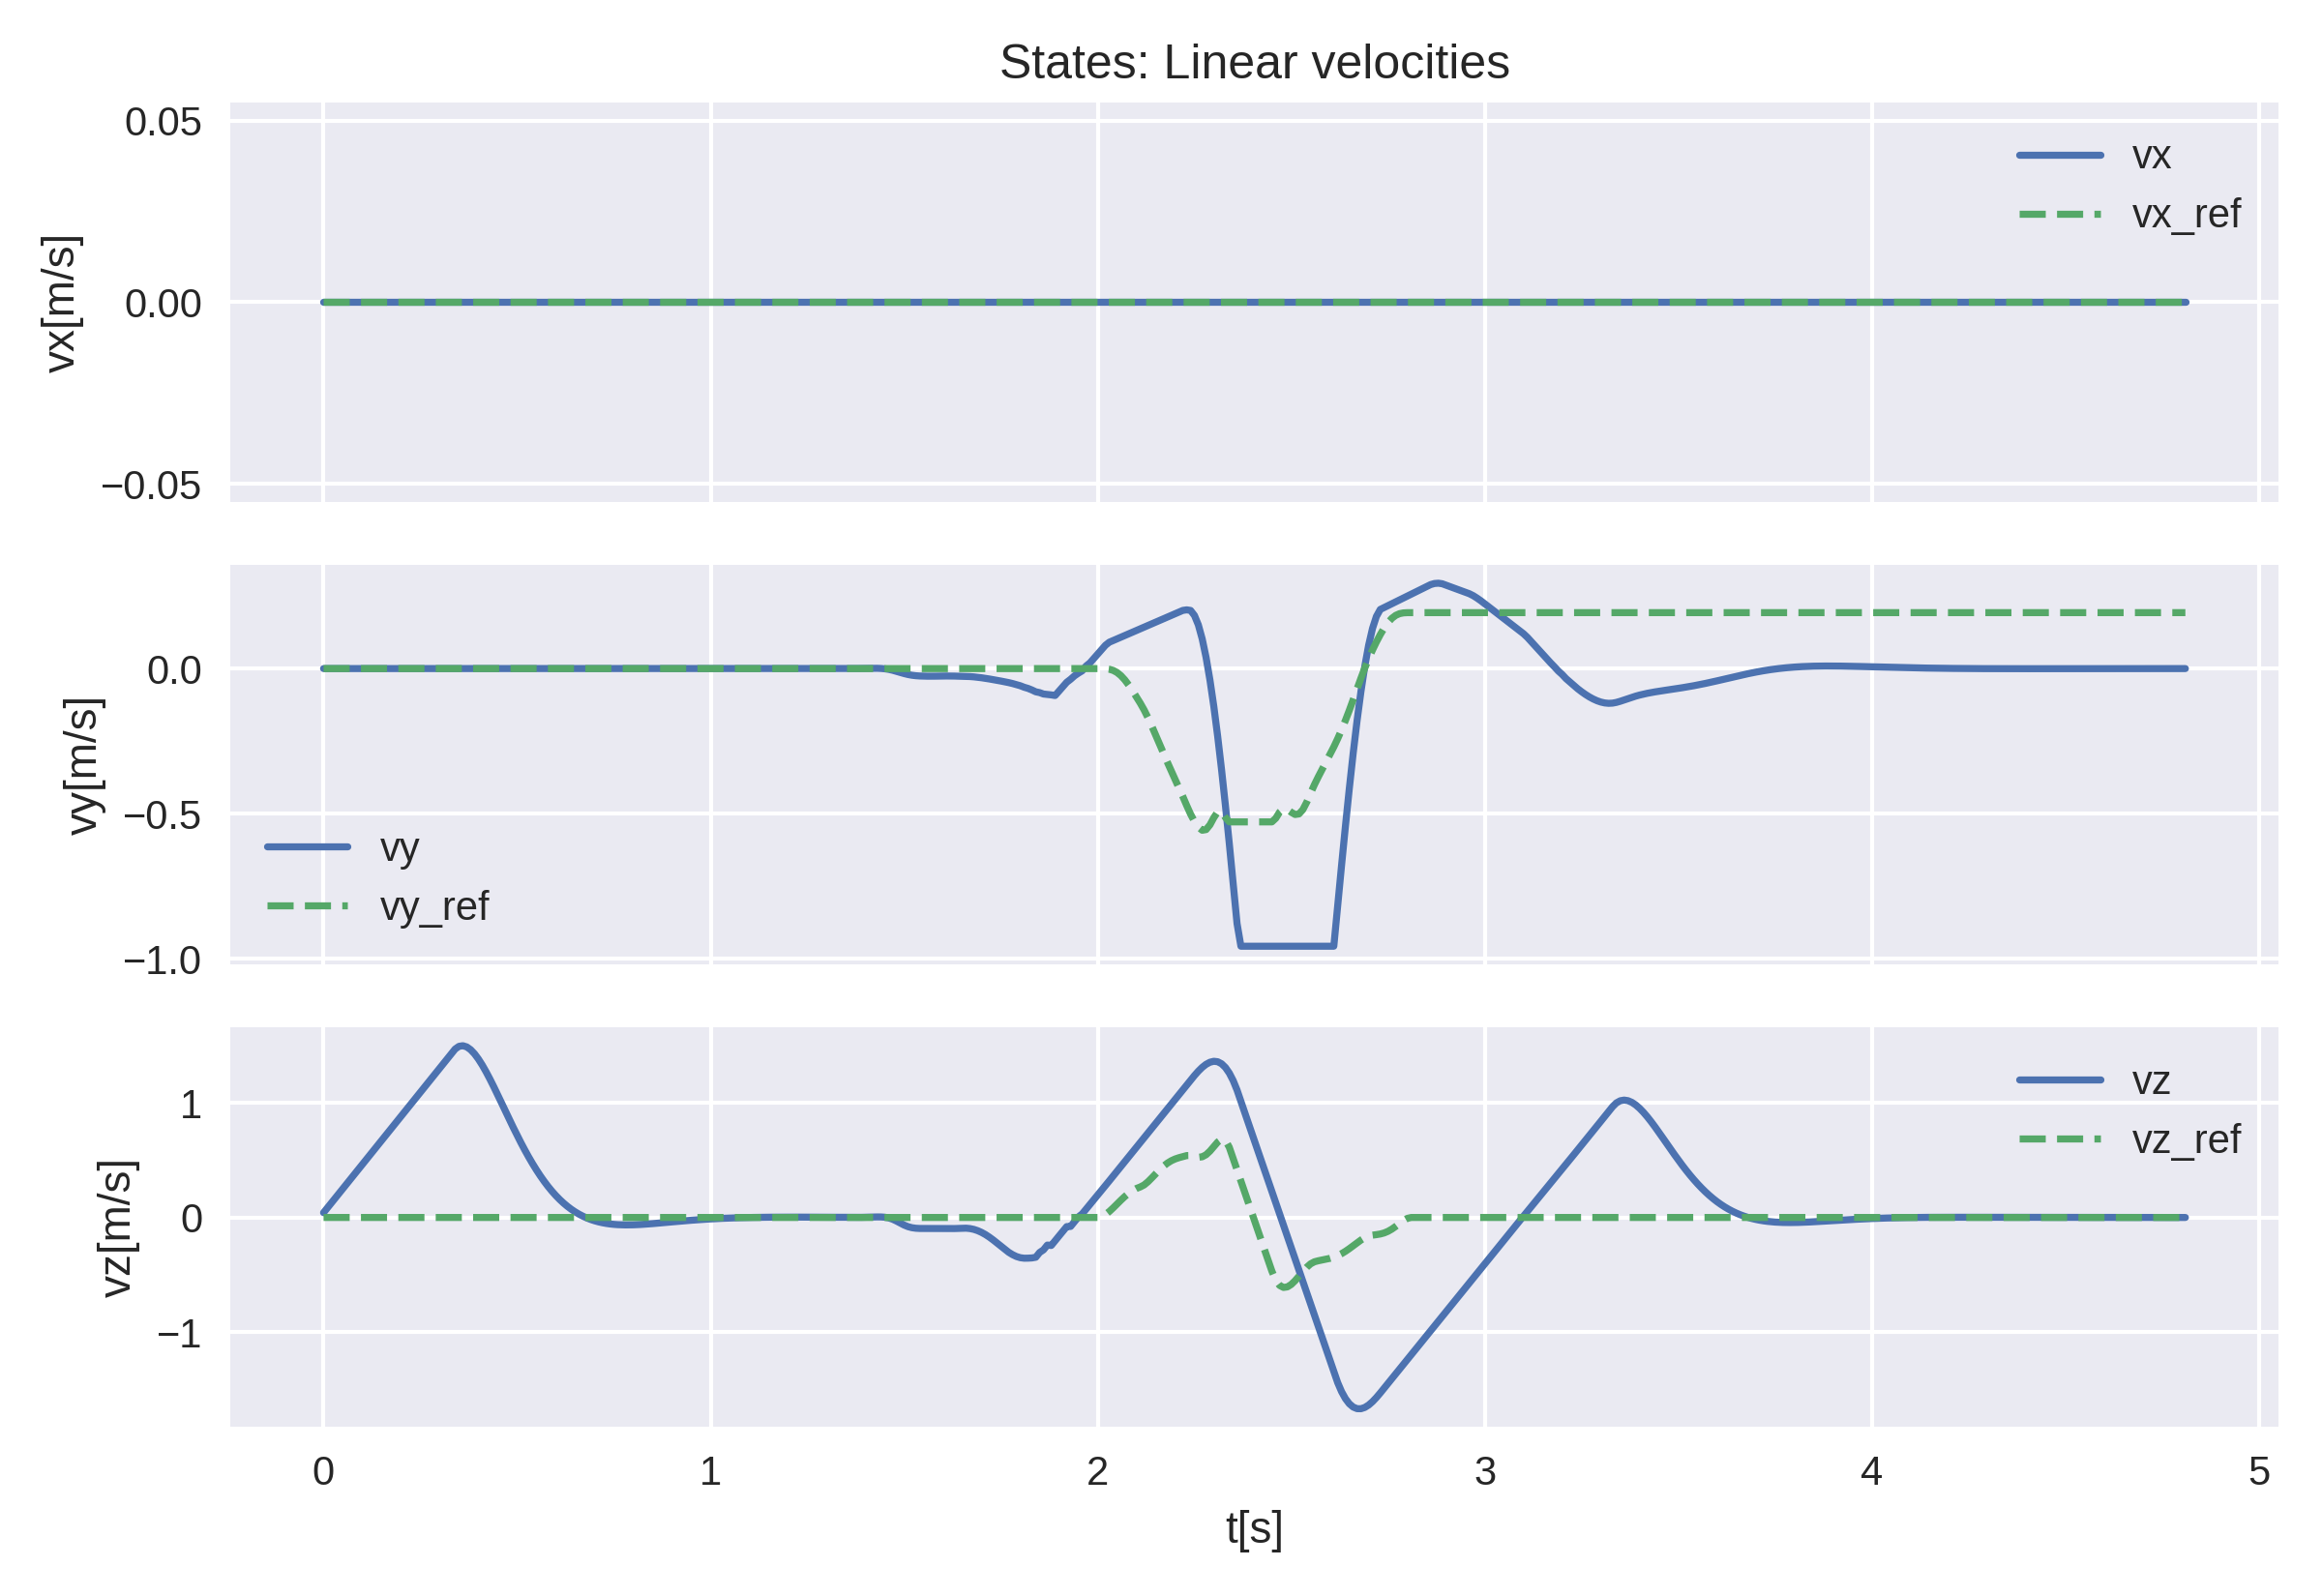 States: Linear velocities
0.05
0.00
−0.05
vx[m/s]
vx
vx_ref
0.0
−0.5
−1.0
vy[m/s]
vy
vy_ref
1
0
−1
vz[m/s]
vz
vz_ref
0 1 2 3 4 5
t[s]